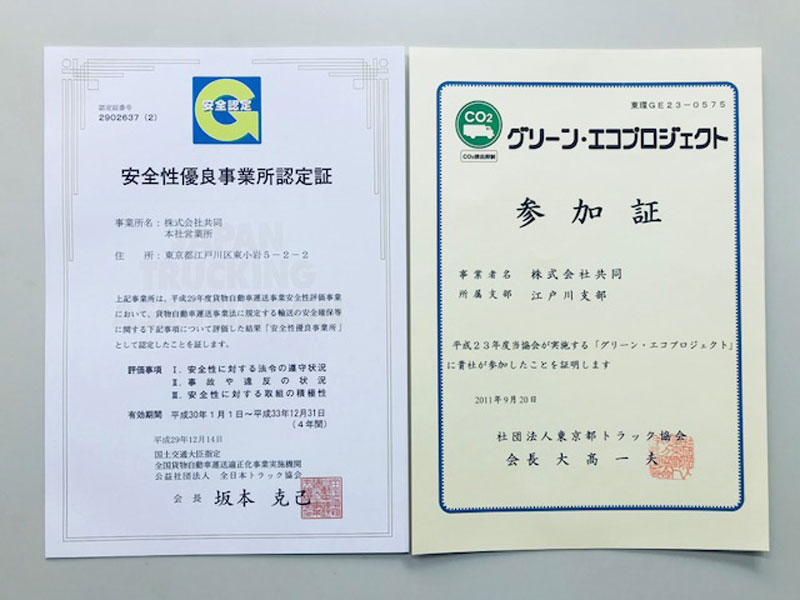 認定証番号
2902637 (2)
安全認定
安全性優良事業所認定証
事業所名：株式会社共同
本社営業所
住　所：東京都江戸川区東小岩5-2-2
JAPAN
TRUCKING
上記事業所は、平成29年度貨物自動車運送事業安全性評価事業
において、貨物自動車運送事業法に規定する輸送の安全確保等
に関する下記事項について評価した結果「安全性優良事業所」
として認定したことを証します。
評価事項　Ⅰ．安全性に対する法令の遵守状況
Ⅱ．事故や違反の状況
Ⅲ．安全性に対する取組の積極性
有効期間　平成30年1月1日～平成33年12月31日
（4年間）
平成29年12月14日
国土交通大臣指定
全国貨物自動車運送適正化事業実施機関
公益社団法人　全日本トラック協会
会長　坂本克己
東環GE23-0575
CO2
CO₂排出抑制
グリーン・エコプロジェクト
参加証
事業者名　株式会社共同
所属支部　江戸川支部
平成23年度当協会が実施する「グリーン・エコプロジェクト」
に貴社が参加したことを証明します
2011年9月20日
社団法人東京都トラック協会
会長　大髙一夫